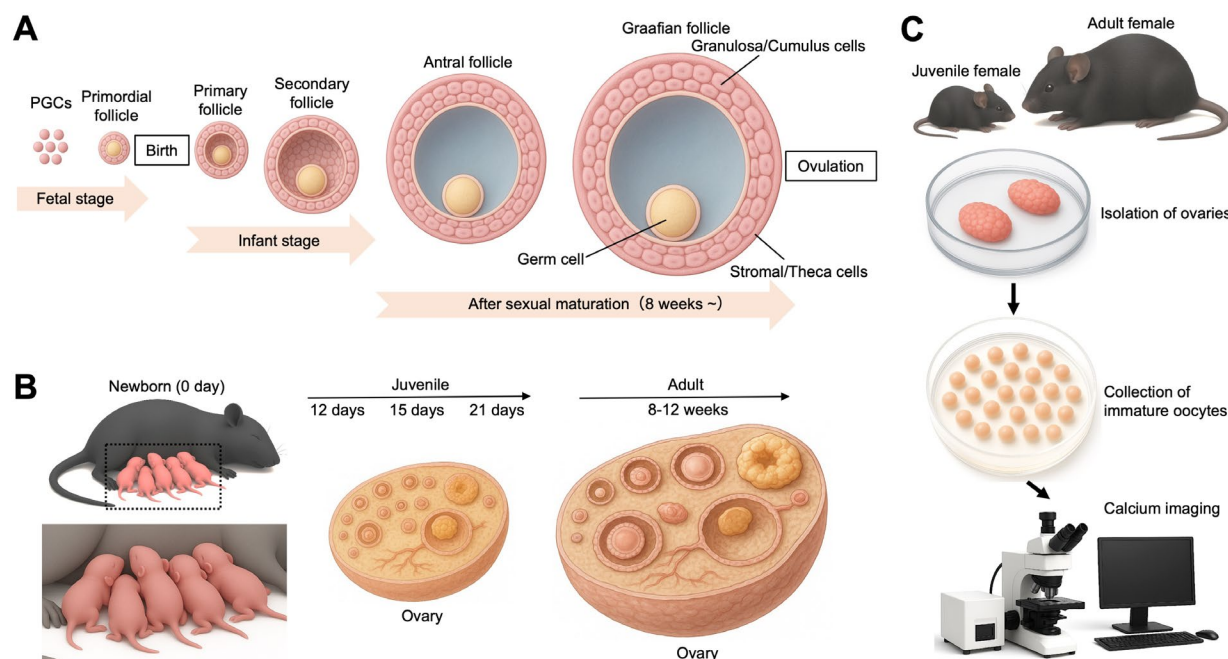 A
PGCs
Primordial
follicle
Birth
Primary
follicle
Secondary
follicle
Antral follicle
Graafian follicle
Granulosa/Cumulus cells
Ovulation
Germ cell
Stromal/Theca cells
Fetal stage
Infant stage
After sexual maturation (8 weeks ~)
B
Newborn (0 day)
Juvenile
12 days
15 days
21 days
Ovary
Adult
8-12 weeks
Ovary
C
Adult female
Juvenile female
Isolation of ovaries
Collection of
immature oocytes
Calcium imaging